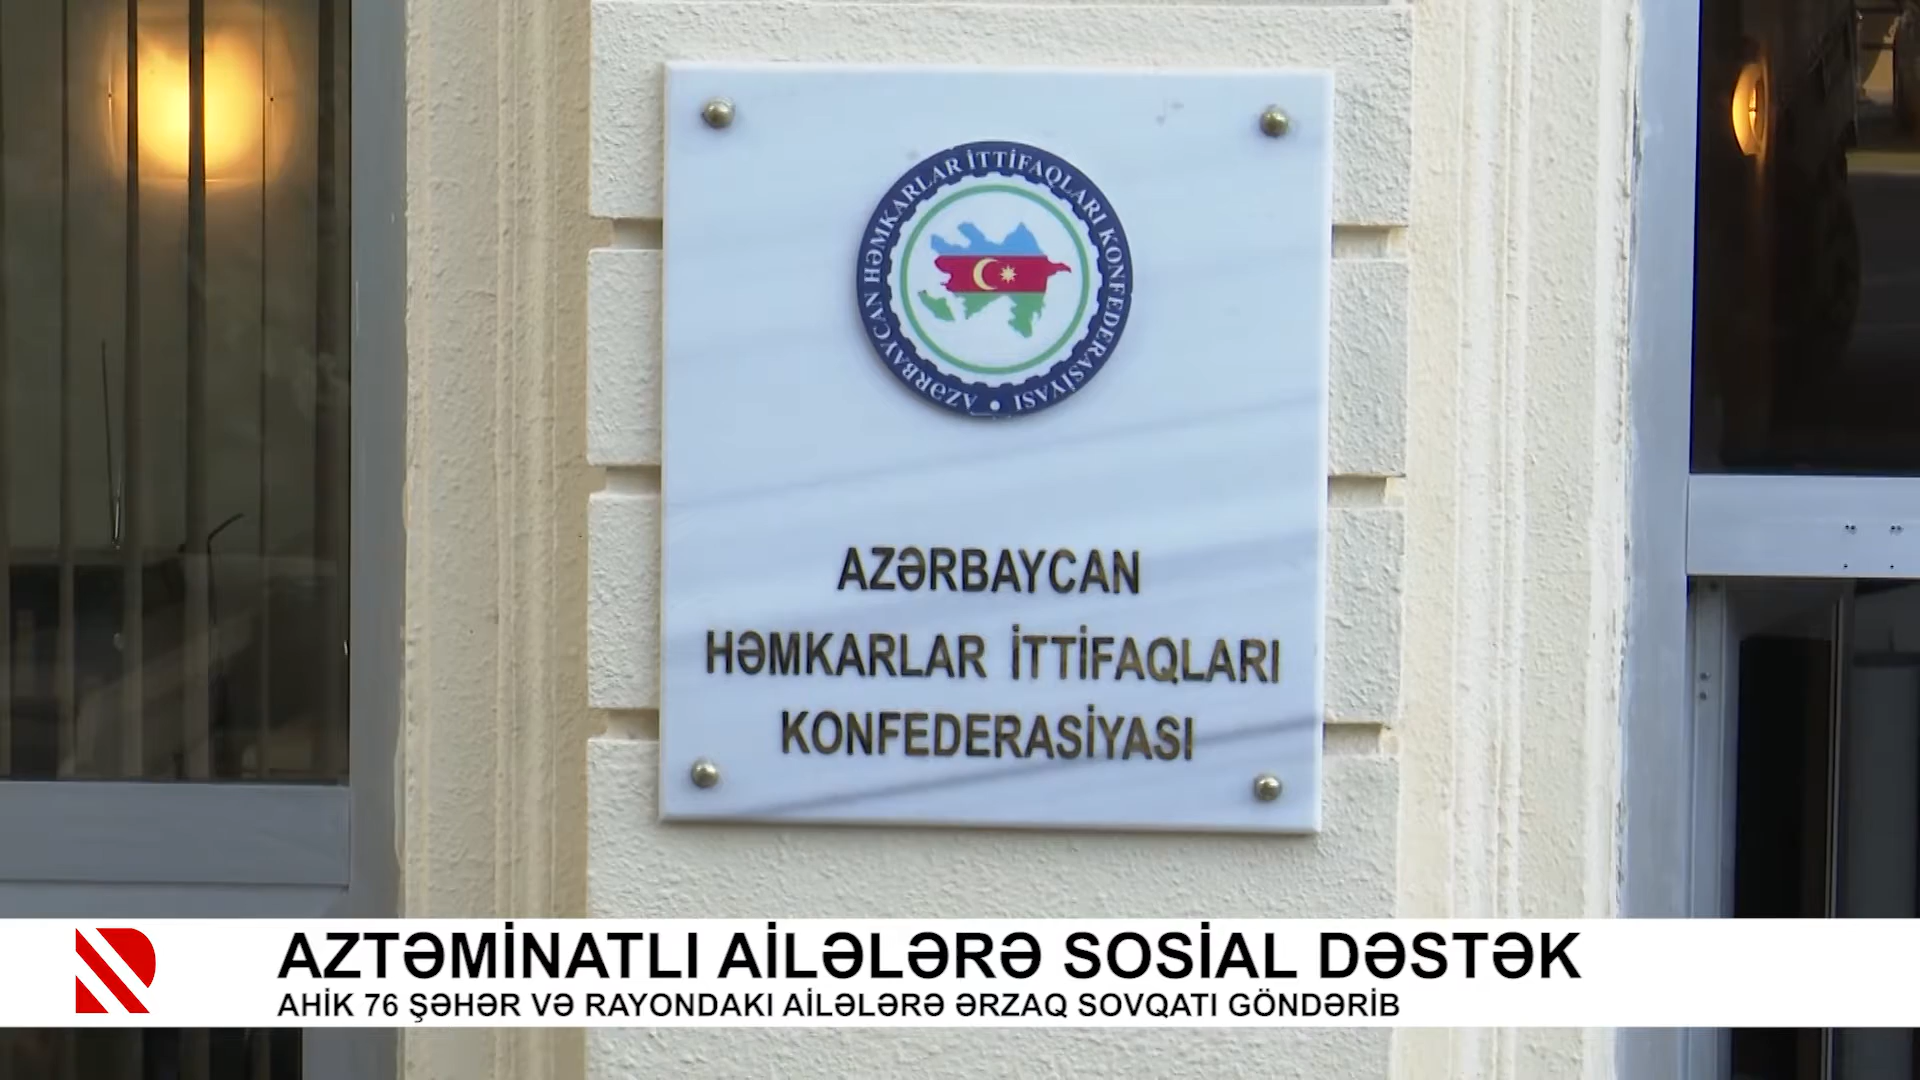 AZƏRBAYCAN HƏMKARLAR İTTİFAQLARI KONFEDERASİYASI
AZƏRBAYCAN
HƏMKARLAR İTTİFAQLARI
KONFEDERASİYASI
AZTƏMİNATLI AİLƏLƏRƏ SOSİAL DƏSTƏK
AHİK 76 ŞƏHƏR VƏ RAYONDAKI AİLƏLƏRƏ ƏRZAQ SOVQATI GÖNDƏRİB